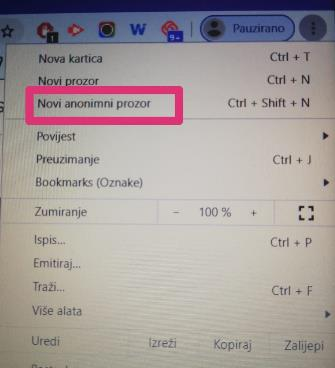 1
W
9+
Pauzirano
Nova kartica Ctrl + T
Novi prozor Ctrl + N
Novi anonimni prozor Ctrl + Shift + N
Povijest
Preuzimanje Ctrl + J
Bookmarks (Oznake)
Zumiranje - 100 % +
Ispis... Ctrl + P
Emitiraj...
Traži... Ctrl + F
Više alata
Uredi Izreži Kopiraj Zalijepi